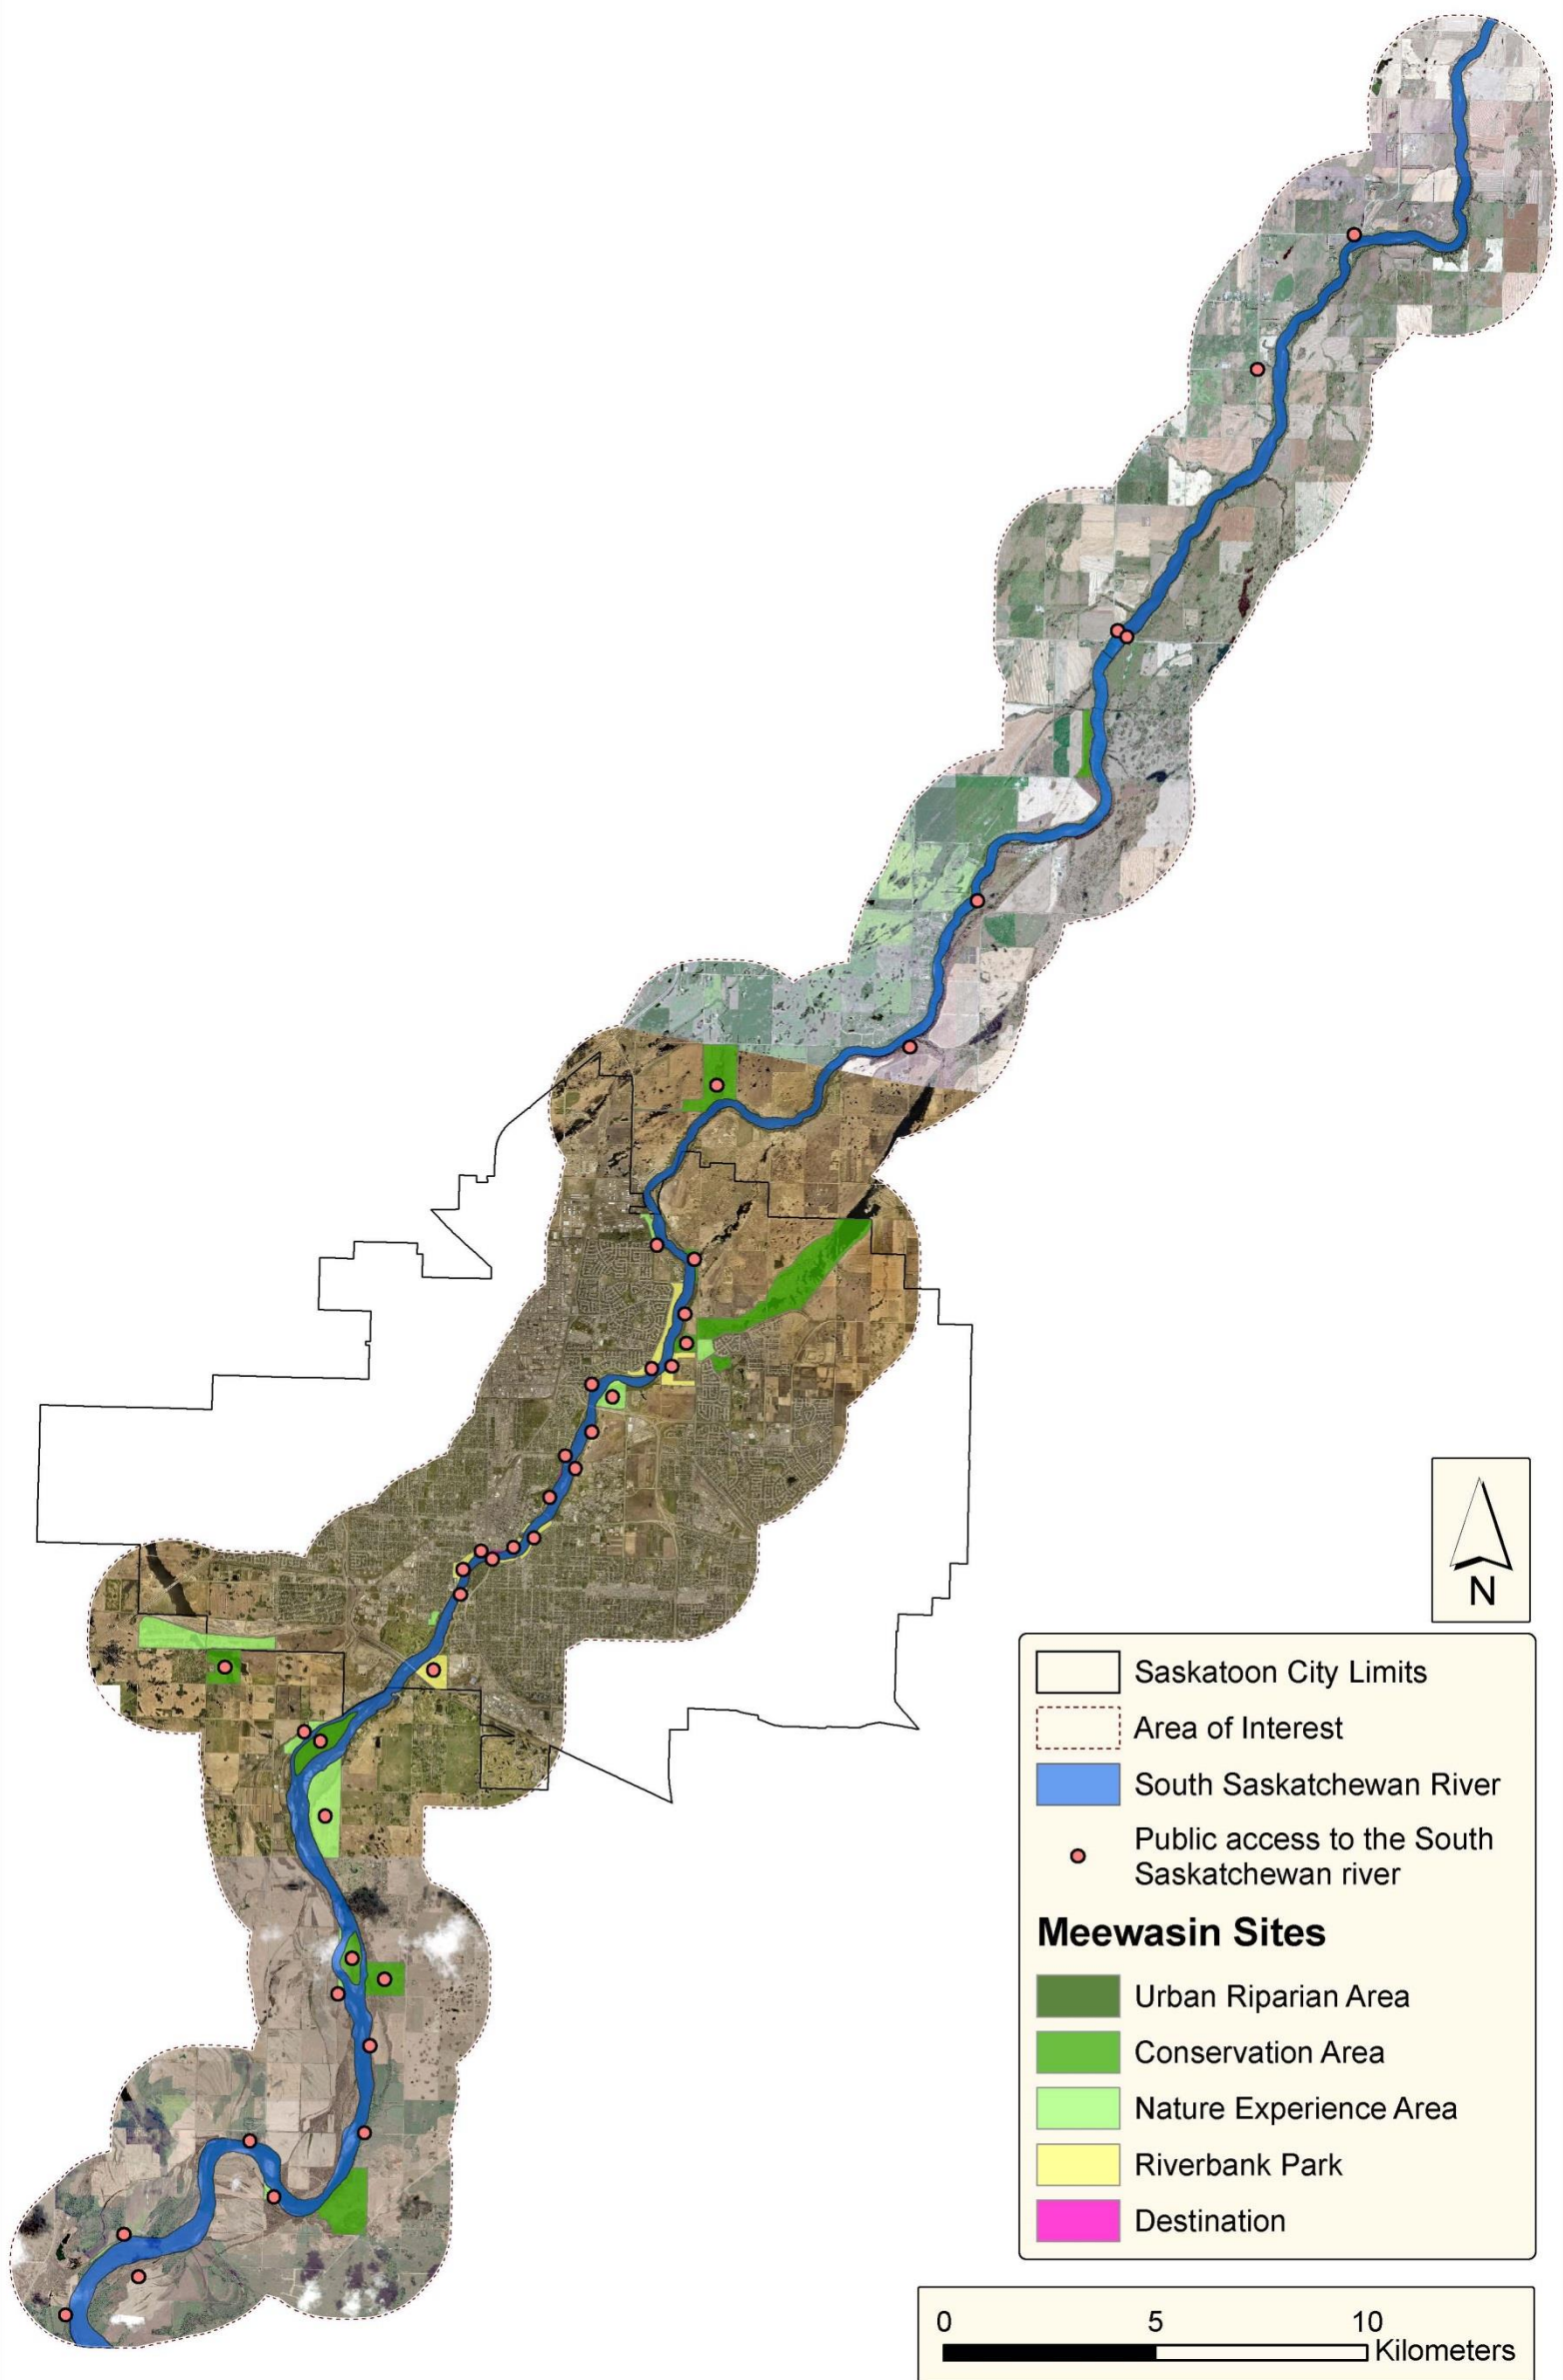 N
Saskatoon City Limits
Area of Interest
South Saskatchewan River
Public access to the South
Saskatchewan river
Meewasin Sites
Urban Riparian Area
Conservation Area
Nature Experience Area
Riverbank Park
Destination
0 5 10
Kilometers